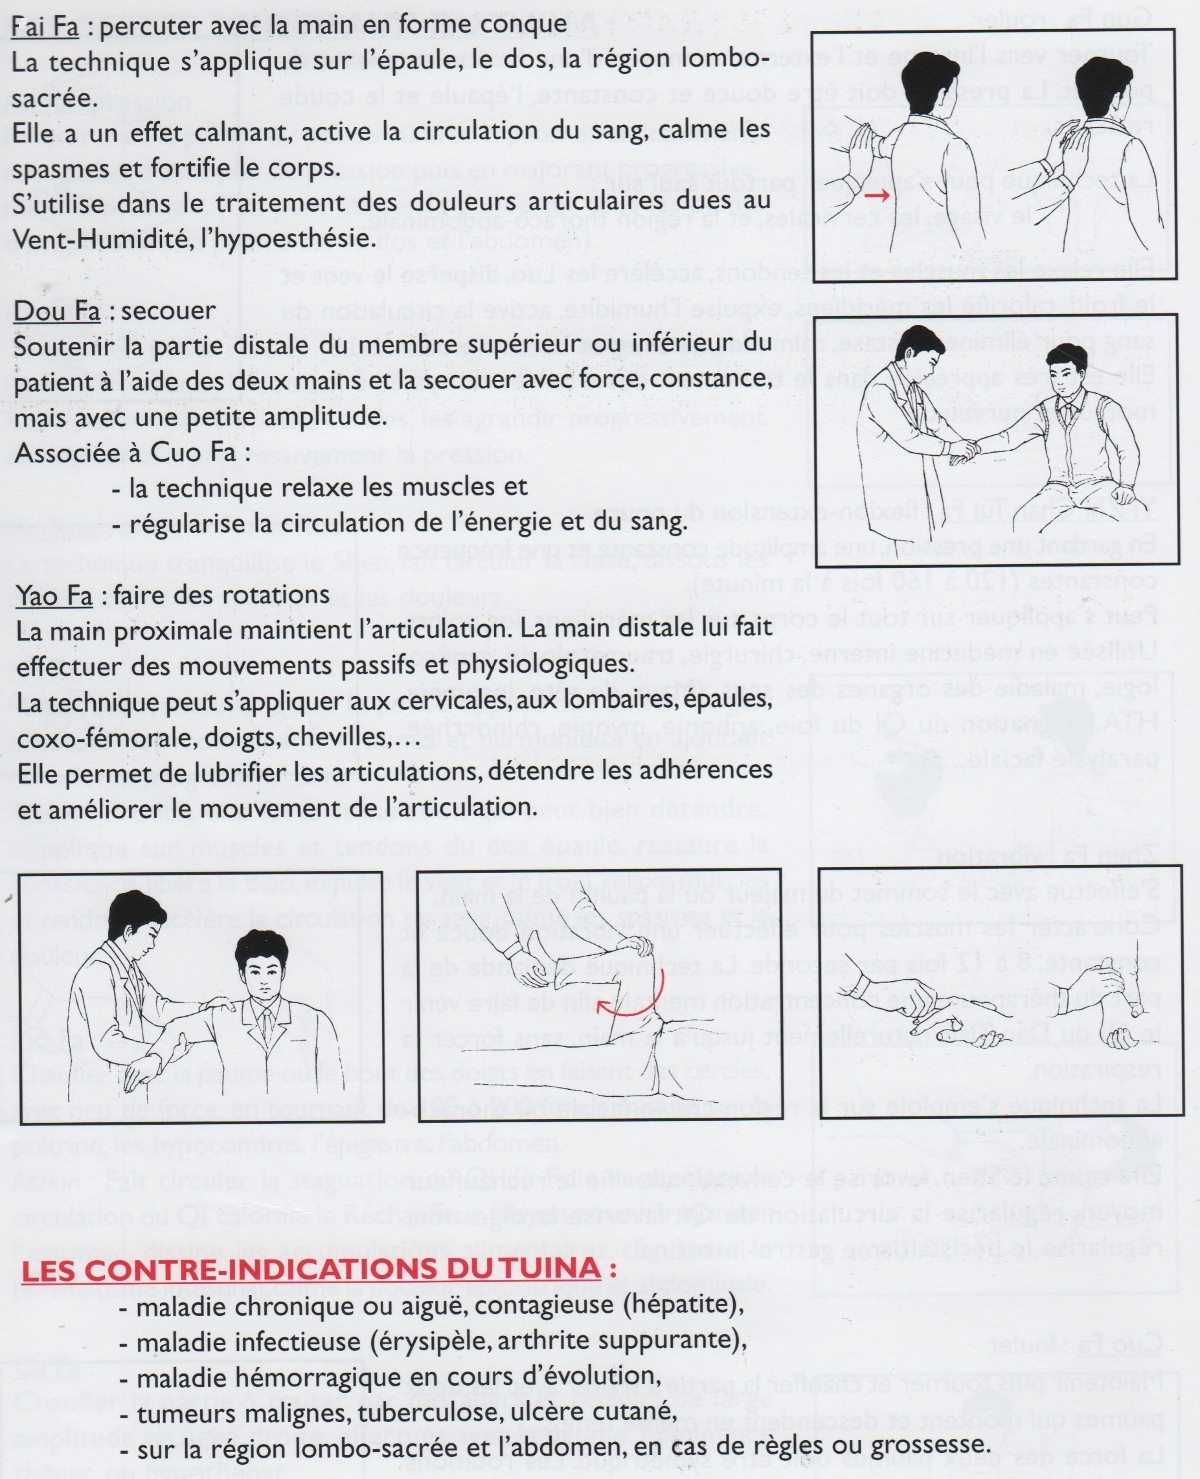 Fai Fa : percuter avec la main en forme conque
La technique s’applique sur l’épaule, le dos, la région lombo-
sacrée.
Elle a un effet calmant, active la circulation du sang, calme les
spasmes et fortifie le corps.
S’utilise dans le traitement des douleurs articulaires dues au
Vent-Humidité, l’hypoesthésie.
Dou Fa : secouer
Soutenir la partie distale du membre supérieur ou inférieur du
patient à l’aide des deux mains et la secouer avec force, constance,
mais avec une petite amplitude.
Associée à Cuo Fa :
- la technique relaxe les muscles et
- régularise la circulation de l’énergie et du sang.
Yao Fa : faire des rotations
La main proximale maintient l’articulation. La main distale lui fait
effectuer des mouvements passifs et physiologiques.
La technique peut s’appliquer aux cervicales, aux lombaires, épaules,
coxo-fémorale, doigts, chevilles,…
Elle permet de lubrifier les articulations, détendre les adhérences
et améliorer le mouvement de l’articulation.
LES CONTRE-INDICATIONS DU TUINA :
- maladie chronique ou aiguë, contagieuse (hépatite),
- maladie infectieuse (érysipèle, arthrite suppurante),
- maladie hémorragique en cours d’évolution,
- tumeurs malignes, tuberculose, ulcère cutané,
- sur la région lombo-sacrée et l’abdomen, en cas de règles ou grossesse.